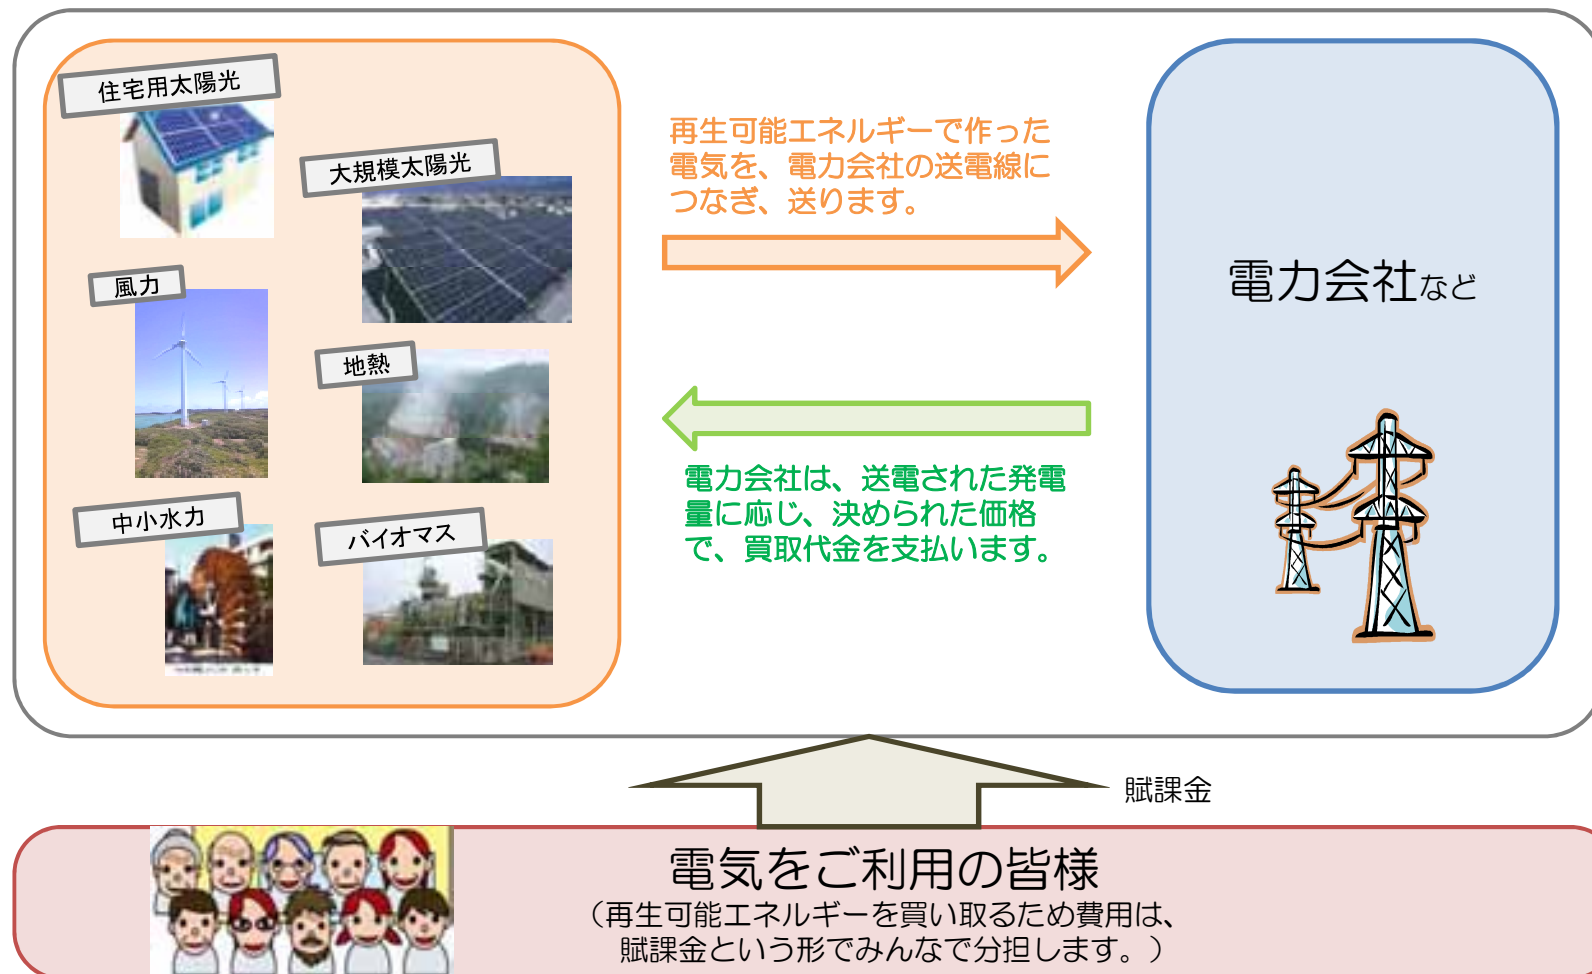 住宅用太陽光
大規模太陽光
風力
地熱
中小水力
バイオマス
再生可能エネルギーで作った
電気を、電力会社の送電線に
つなぎ、送ります。
電力会社は、送電された発電
量に応じ、決められた価格
で、買取代金を支払います。
電力会社など
賦課金
電気をご利用の皆様
（再生可能エネルギーを買い取るため費用は、
賦課金という形でみんなで分担します。）